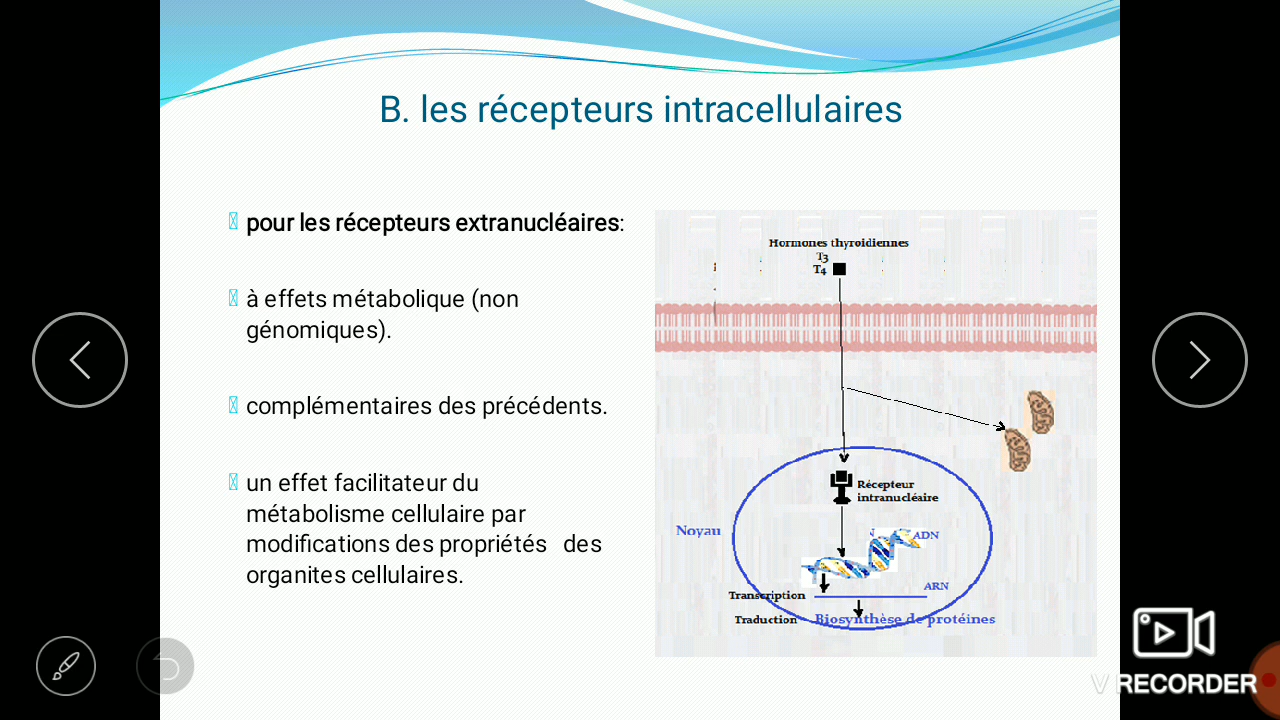 B. les récepteurs intracellulaires
pour les récepteurs extranucléaires:
à effets métabolique (non
génomiques).
complémentaires des précédents.
un effet facilitateur du
métabolisme cellulaire par
modifications des propriétés des
organites cellulaires.
Hormones thyroidiennes
T3
T4
Récepteur
intranucléaire
Noyau
ADN
ARN
Transcription
Traduction
Biosynthèse de protéines
V RECORDER